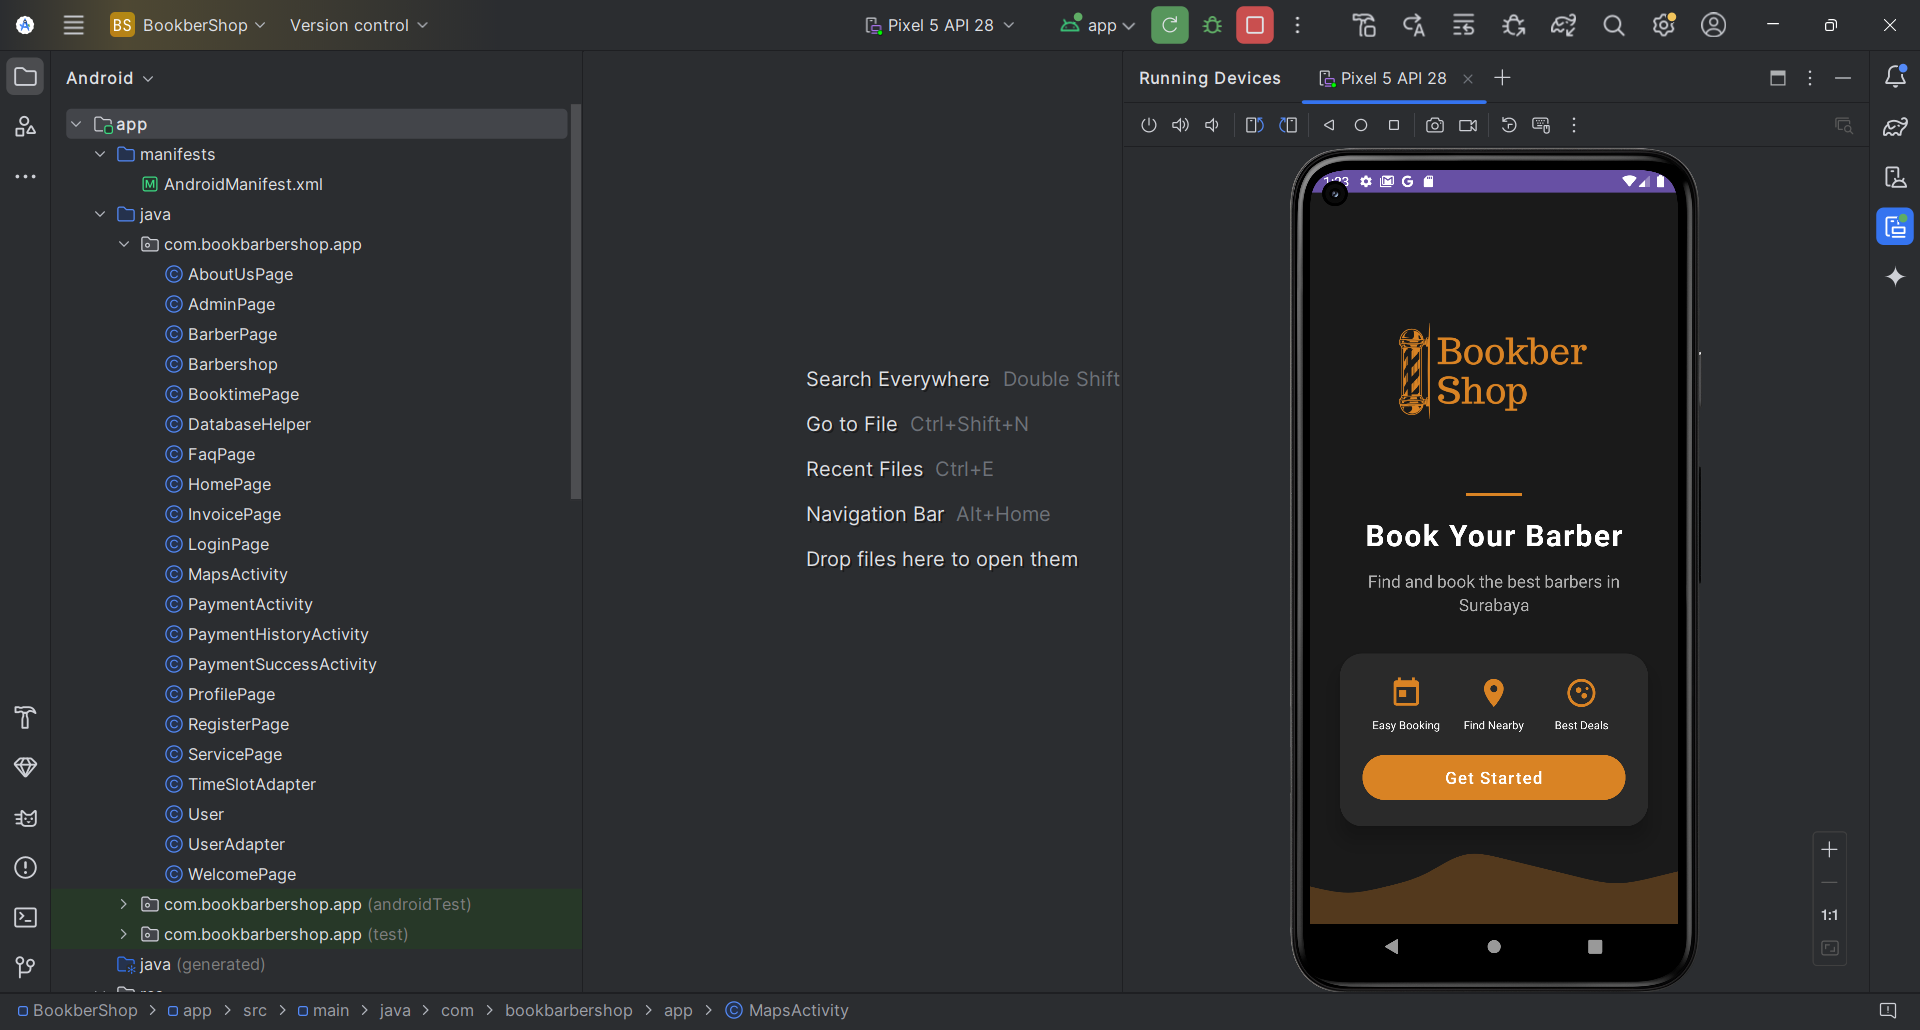 BS BookberShop Version control Pixel 5 API 28 app
Android
app
manifests
AndroidManifest.xml
java
com.bookbarbershop.app
AboutUsPage
AdminPage
BarberPage
Barbershop
BooktimePage
DatabaseHelper
FaqPage
HomePage
InvoicePage
LoginPage
MapsActivity
PaymentActivity
PaymentHistoryActivity
PaymentSuccessActivity
ProfilePage
RegisterPage
ServicePage
TimeSlotAdapter
User
UserAdapter
WelcomePage
com.bookbarbershop.app (androidTest)
com.bookbarbershop.app (test)
java (generated)
Search Everywhere Double Shift
Go to File Ctrl+Shift+N
Recent Files Ctrl+E
Navigation Bar Alt+Home
Drop files here to open them
Running Devices Pixel 5 API 28
Bookber
Shop
Book Your Barber
Find and book the best barbers in
Surabaya
Easy Booking Find Nearby Best Deals
Get Started
1:1
BookberShop > app > src > main > java > com > bookbarbershop > app > MapsActivity